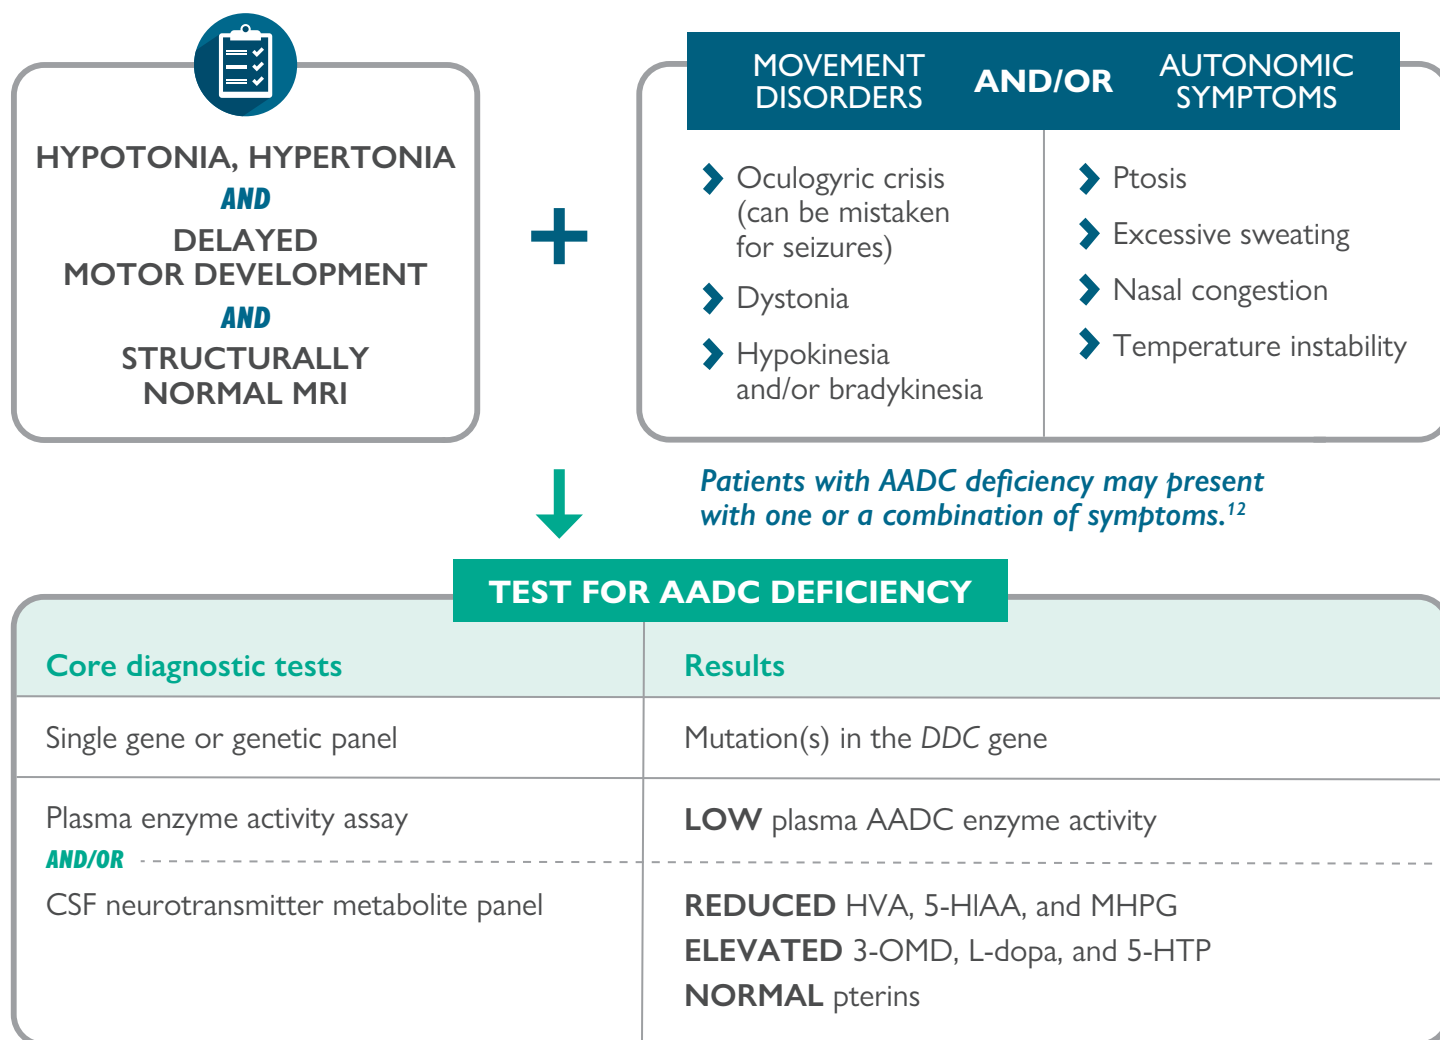 HYPOTONIA, HYPERTONIA
AND
DELAYED
MOTOR DEVELOPMENT
AND
STRUCTURALLY
NORMAL MRI
MOVEMENT
DISORDERS
AND/OR
AUTONOMIC
SYMPTOMS
Oculogyric crisis
(can be mistaken
for seizures)
Dystonia
Hypokinesia
and/or bradykinesia
Ptosis
Excessive sweating
Nasal congestion
Temperature instability
Patients with AADC deficiency may present
with one or a combination of symptoms.12
TEST FOR AADC DEFICIENCY
Core diagnostic tests
Results
Single gene or genetic panel
Mutation(s) in the DDC gene
Plasma enzyme activity assay
LOW plasma AADC enzyme activity
AND/OR
CSF neurotransmitter metabolite panel
REDUCED HVA, 5-HIAA, and MHPG
ELEVATED 3-OMD, L-dopa, and 5-HTP
NORMAL pterins